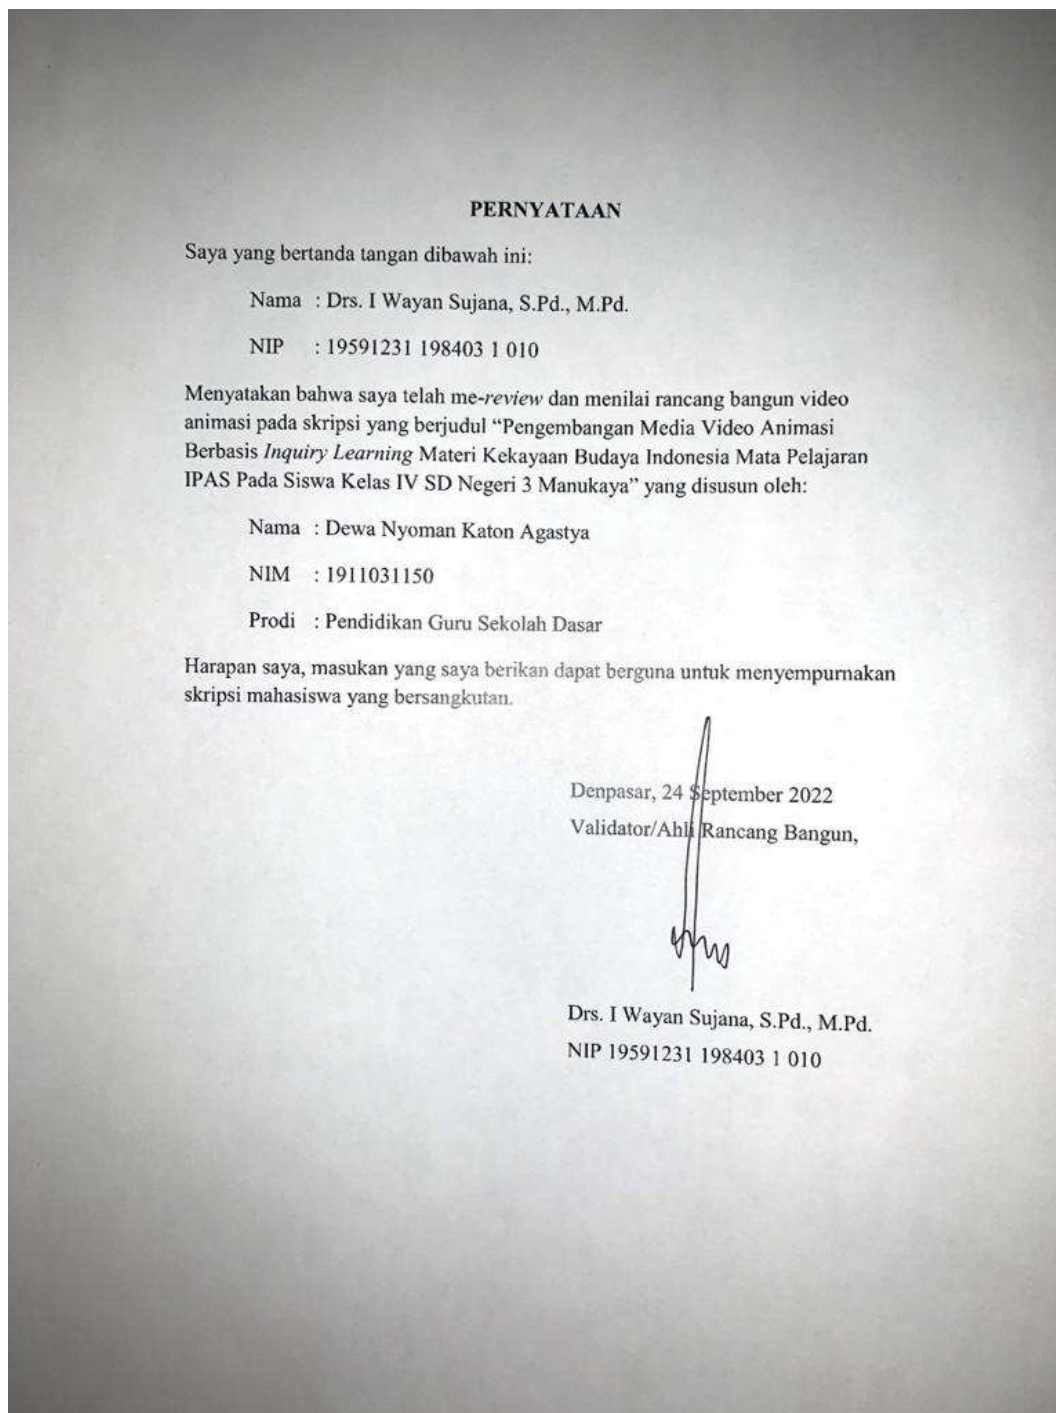 PERNYATAAN
Saya yang bertanda tangan dibawah ini:
Nama : Drs. I Wayan Sujana, S.Pd., M.Pd.
NIP : 19591231 198403 1 010
Menyatakan bahwa saya telah me-review dan menilai rancang bangun video
animasi pada skripsi yang berjudul “Pengembangan Media Video Animasi
Berbasis Inquiry Learning Materi Kekayaan Budaya Indonesia Mata Pelajaran
IPAS Pada Siswa Kelas IV SD Negeri 3 Manukaya” yang disusun oleh:
Nama : Dewa Nyoman Katon Agastya
NIM : 1911031150
Prodi : Pendidikan Guru Sekolah Dasar
Harapan saya, masukan yang saya berikan dapat berguna untuk menyempurnakan
skripsi mahasiswa yang bersangkutan.
Denpasar, 24 September 2022
Validator/Ahli Rancang Bangun,
Drs. I Wayan Sujana, S.Pd., M.Pd.
NIP 19591231 198403 1 010